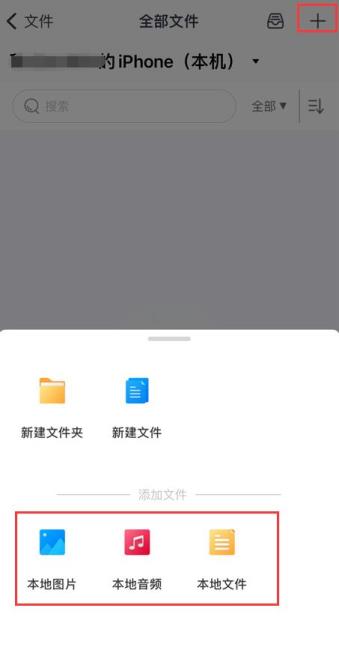 文件
全部文件
的 iPhone（本机）
搜索
全部
新建文件夹
新建文件
添加文件
本地图片
本地音频
本地文件